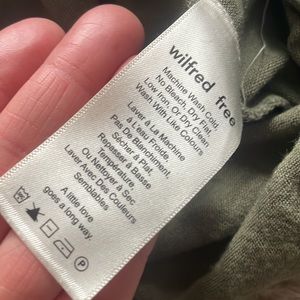 wilfred free
Machine Wash Cold,
No Bleach, Dry Flat,
Low Iron, Or Dry Clean
Wash With Like Colours
Laver À La Machine
à L'eau Froide,
Pas De Blanchiment,
Sécher À Plat,
Repasser à Basse
Température,
Ou Nettoyer à Sec
Laver Avec Des Couleurs
Semblables
A little love
goes a long way.
P